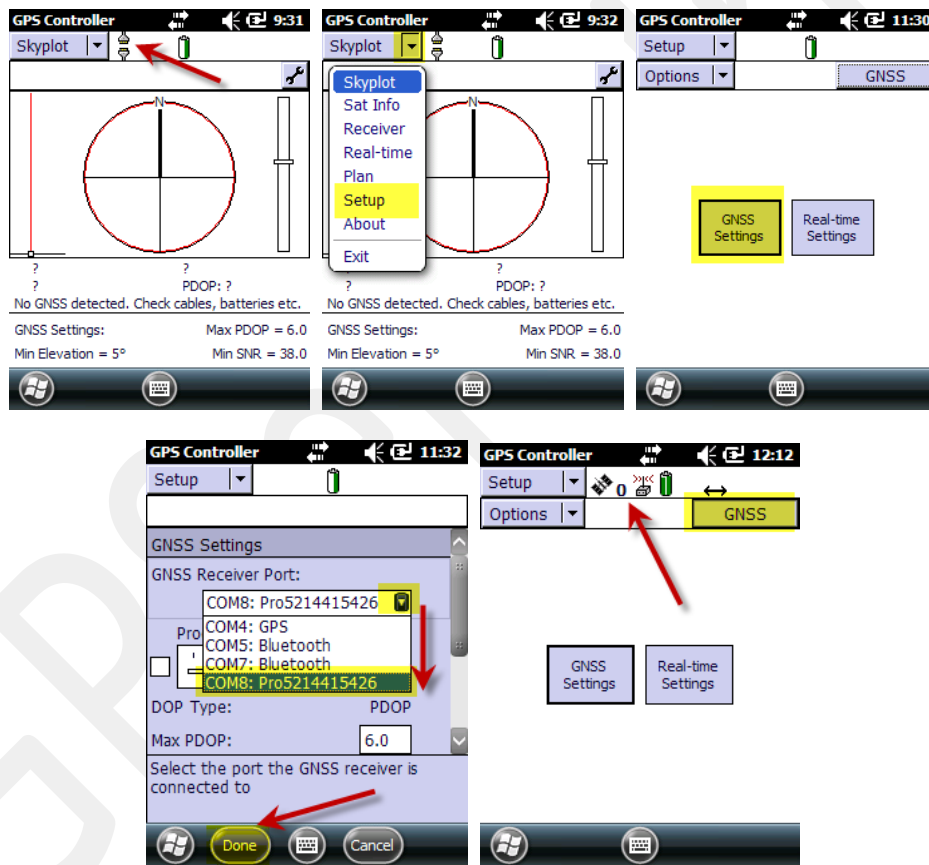 GPS Controller 9:31
Skyplot
N
?
?
? PDOP: ?
No GNSS detected. Check cables, batteries etc.
GNSS Settings: Max PDOP = 6.0
Min Elevation = 5° Min SNR = 38.0
GPS Controller 9:32
Skyplot
Skyplot
Sat Info
Receiver
Real-time
Plan
Setup
About
Exit
N
?
? PDOP: ?
No GNSS detected. Check cables, batteries etc.
GNSS Settings: Max PDOP = 6.0
Min Elevation = 5° Min SNR = 38.0
GPS Controller 11:30
Setup
Options GNSS
GNSS Settings
Real-time Settings
GPS Controller 11:32
Setup
GNSS Settings
GNSS Receiver Port:
COM8: Pro5214415426
Pro
COM4: GPS
COM5: Bluetooth
COM7: Bluetooth
COM8: Pro5214415426
DOP Type: PDOP
Max PDOP: 6.0
Select the port the GNSS receiver is
connected to
Done Cancel
GPS Controller 12:12
Setup 0
Options GNSS
GNSS Settings
Real-time Settings